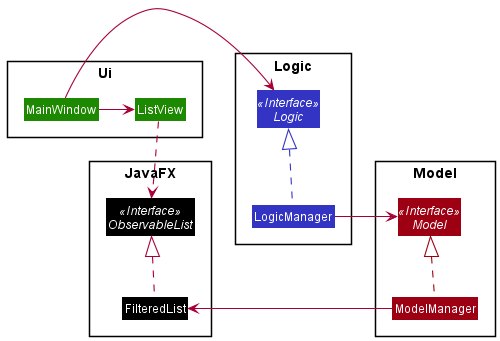 Ui
MainWindow
ListView
Logic
«Interface»
Logic
LogicManager
JavaFX
«Interface»
ObservableList
FilteredList
Model
«Interface»
Model
ModelManager